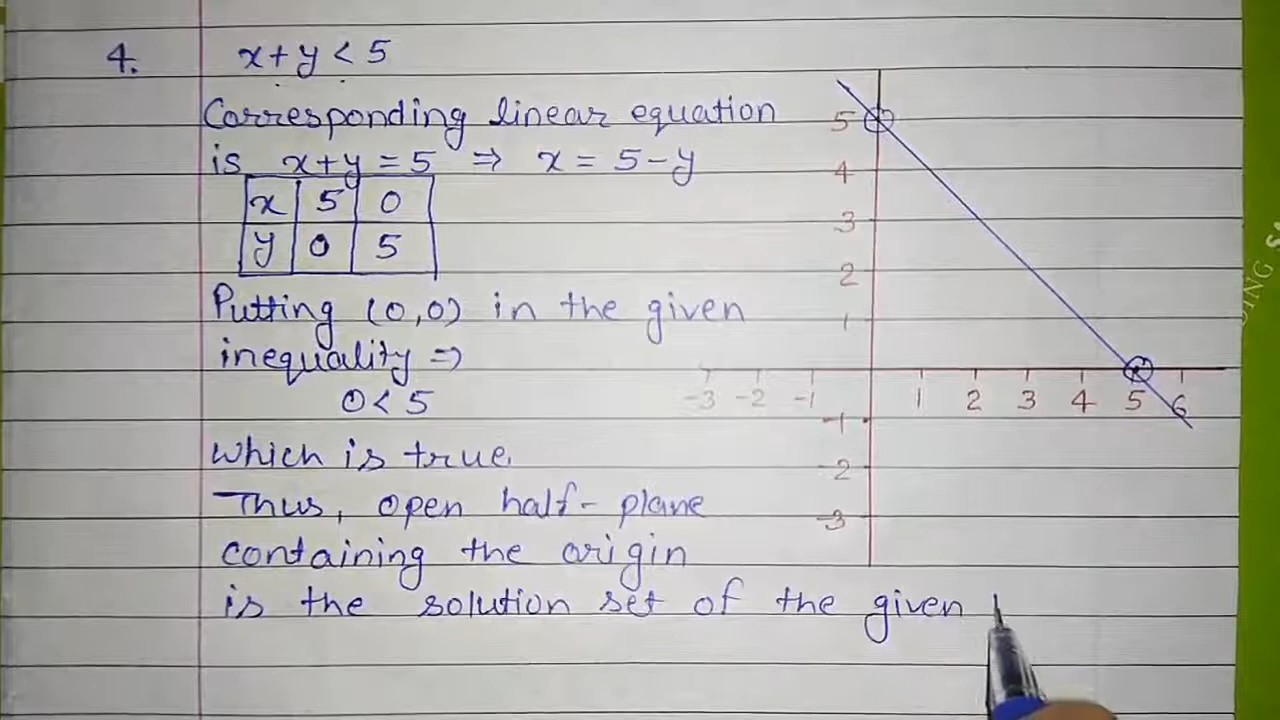 4. x+y < 5
Corresponding linear equation
is x+y = 5 ⇒ x = 5-y
x 5 0
y 0 5
Putting (0,0) in the given
inequality ⇒
0 < 5
Which is true.
Thus, open half-plane
containing the origin
is the solution set of the given
5
4
3
2
1
-3 -2 -1 1 2 3 4 5 6
-1
-2
-3